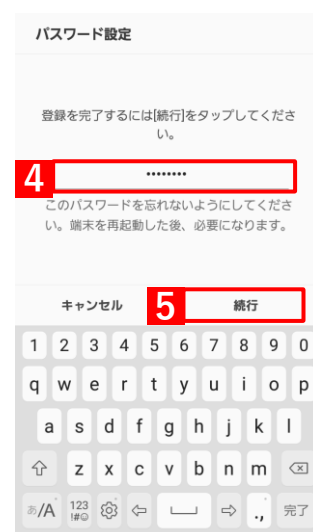 パスワード設定
登録を完了するには[続行]をタップしてくださ
い。
4
••••••••
このパスワードを忘れないようにしてくださ
い。端末を再起動した後、必要になります。
キャンセル 5 続行
1 2 3 4 5 6 7 8 9 0
q w e r t y u i o p
a s d f g h j k l
z x c v b n m
あ/A 123 !#☺ ., 完了